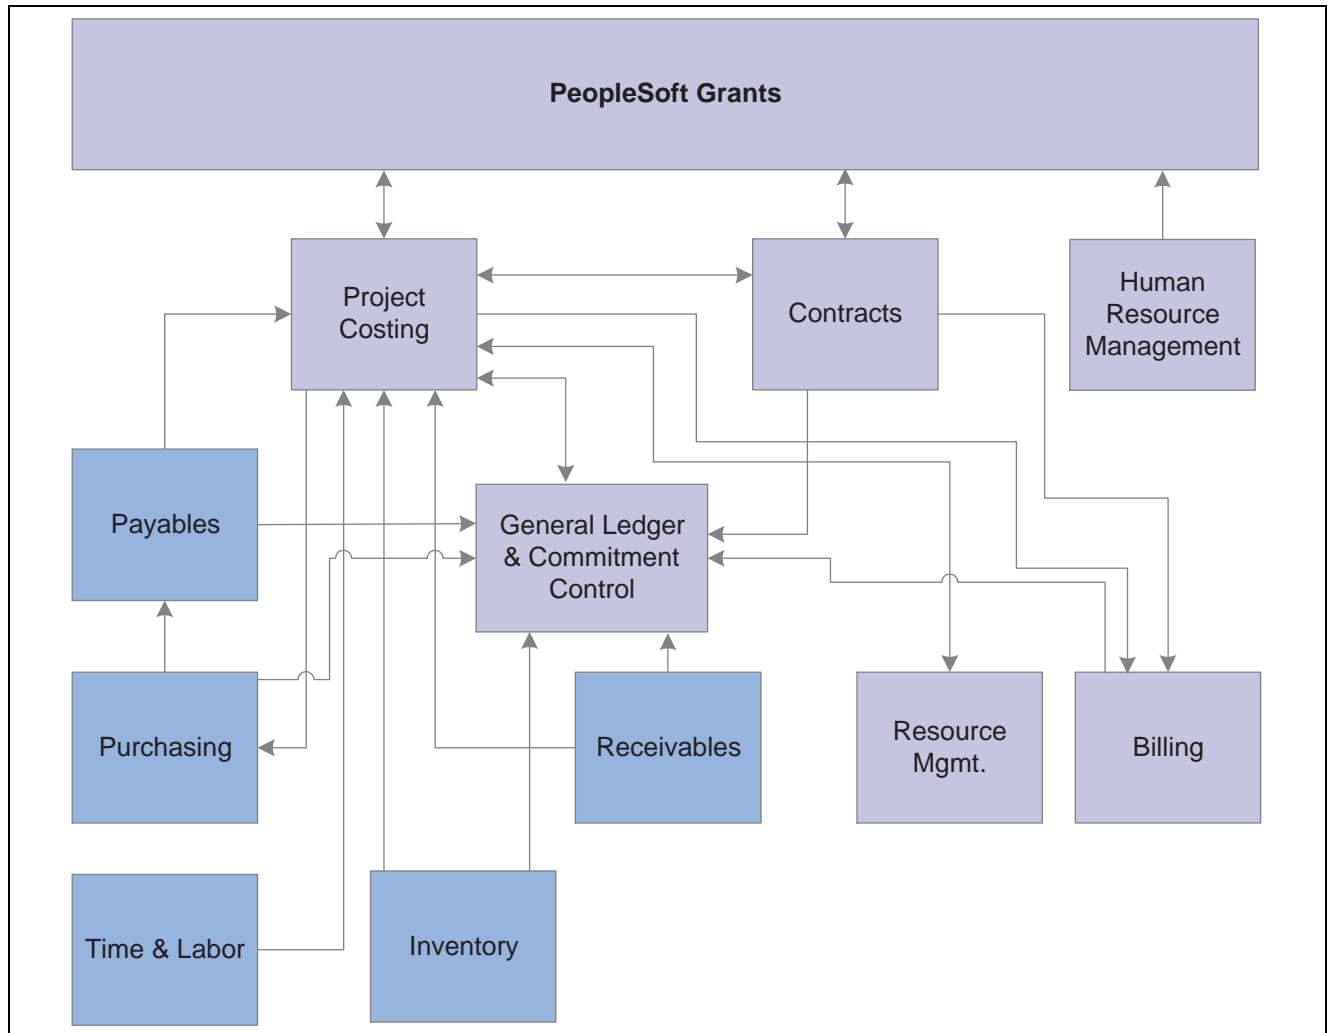 PeopleSoft Grants
Project
Costing
Contracts
Human
Resource
Management
Payables
General Ledger
& Commitment
Control
Purchasing
Receivables
Resource
Mgmt.
Billing
Time & Labor
Inventory